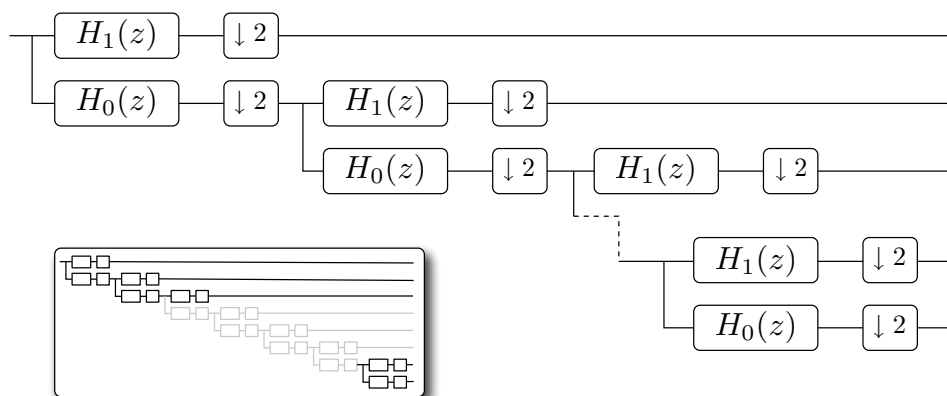 H₁(z) ↓ 2
H₀(z) ↓ 2 H₁(z) ↓ 2
H₀(z) ↓ 2 H₁(z) ↓ 2
H₁(z) ↓ 2
H₀(z) ↓ 2